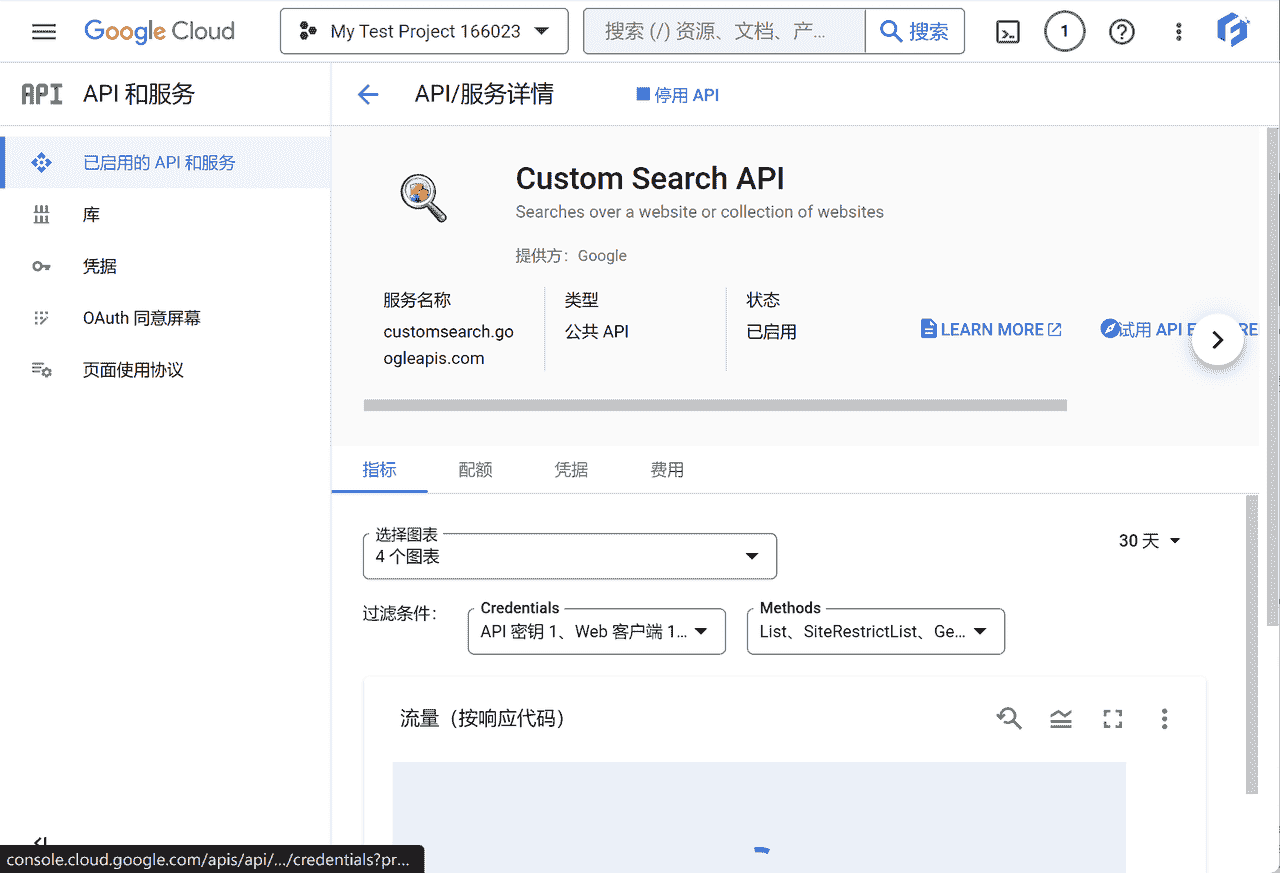 Google Cloud
My Test Project 166023
搜索 (/) 资源、文档、产...
搜索
1
API
API 和服务
API/服务详情
停用 API
已启用的 API 和服务
库
凭据
OAuth 同意屏幕
页面使用协议
Custom Search API
Searches over a website or collection of websites
提供方： Google
服务名称
customsearch.go
ogleapis.com
类型
公共 API
状态
已启用
LEARN MORE
试用 API E
RE
指标
配额
凭据
费用
选择图表
4 个图表
30 天
过滤条件：
Credentials
API 密钥 1、Web 客户端 1...
Methods
List、SiteRestrictList、Ge...
流量（按响应代码）
console.cloud.google.com/apis/api/.../credentials?pr...